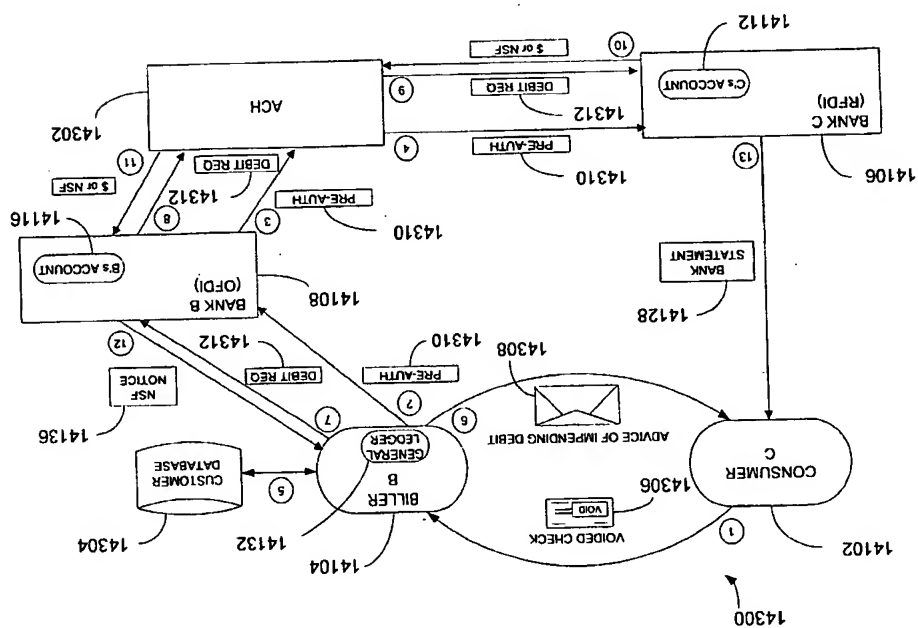 14300
14102
14104
14132
14304
1
VOIDED CHECK
VOID
14306
CONSUMER
C
BILLER
B
GENERAL
LEDGER
5
CUSTOMER
DATABASE
ADVICE OF IMPENDING DEBIT
14308
6
2
7
14136
NSF
NOTICE
PRE-AUTH
14310
DEBIT REQ
14312
12
14128
BANK
STATEMENT
14108
BANK B
(OFDI)
B's ACCOUNT
14116
14106
13
14310
PRE-AUTH
4
14310
PRE-AUTH
3
14312
DEBIT REQ
8
$ or NSF
11
BANK C
(RFDI)
C's ACCOUNT
14112
14312
DEBIT REQ
9
10
$ or NSF
ACH
14302